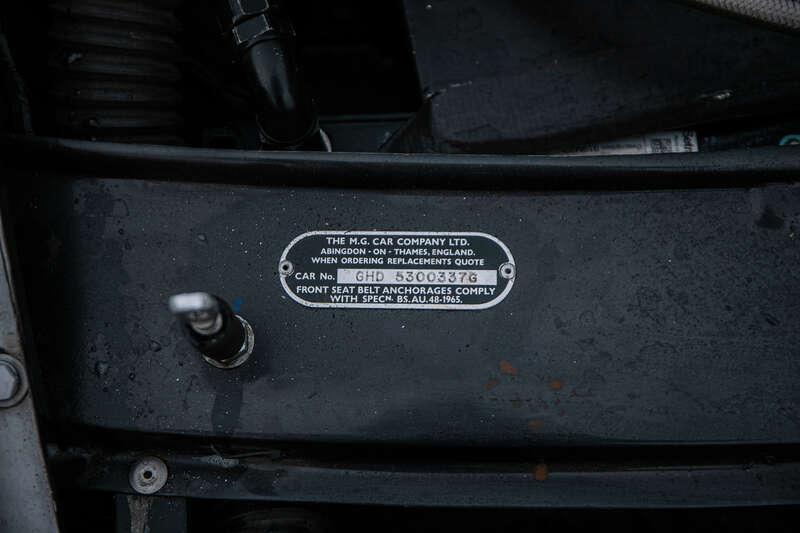 THE M.G. CAR COMPANY LTD.
ABINGDON - ON - THAMES, ENGLAND.
WHEN ORDERING REPLACEMENTS QUOTE
CAR No. GHD 5300337G
FRONT SEAT BELT ANCHORAGES COMPLY
WITH SPECN. BS.AU.48-1965.